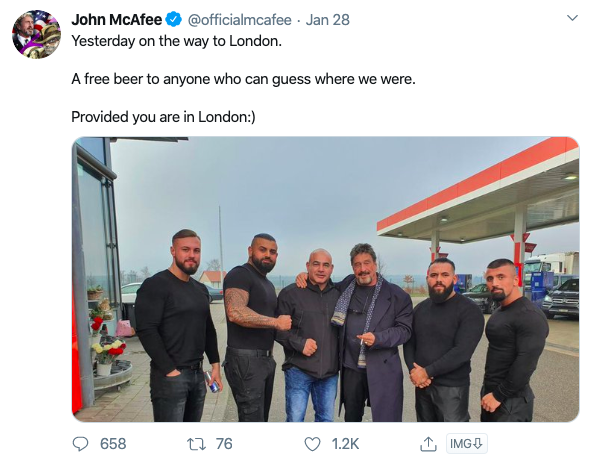 John McAfee @officialmcafee · Jan 28
Yesterday on the way to London.
A free beer to anyone who can guess where we were.
Provided you are in London:)
658 76 1.2K IMG